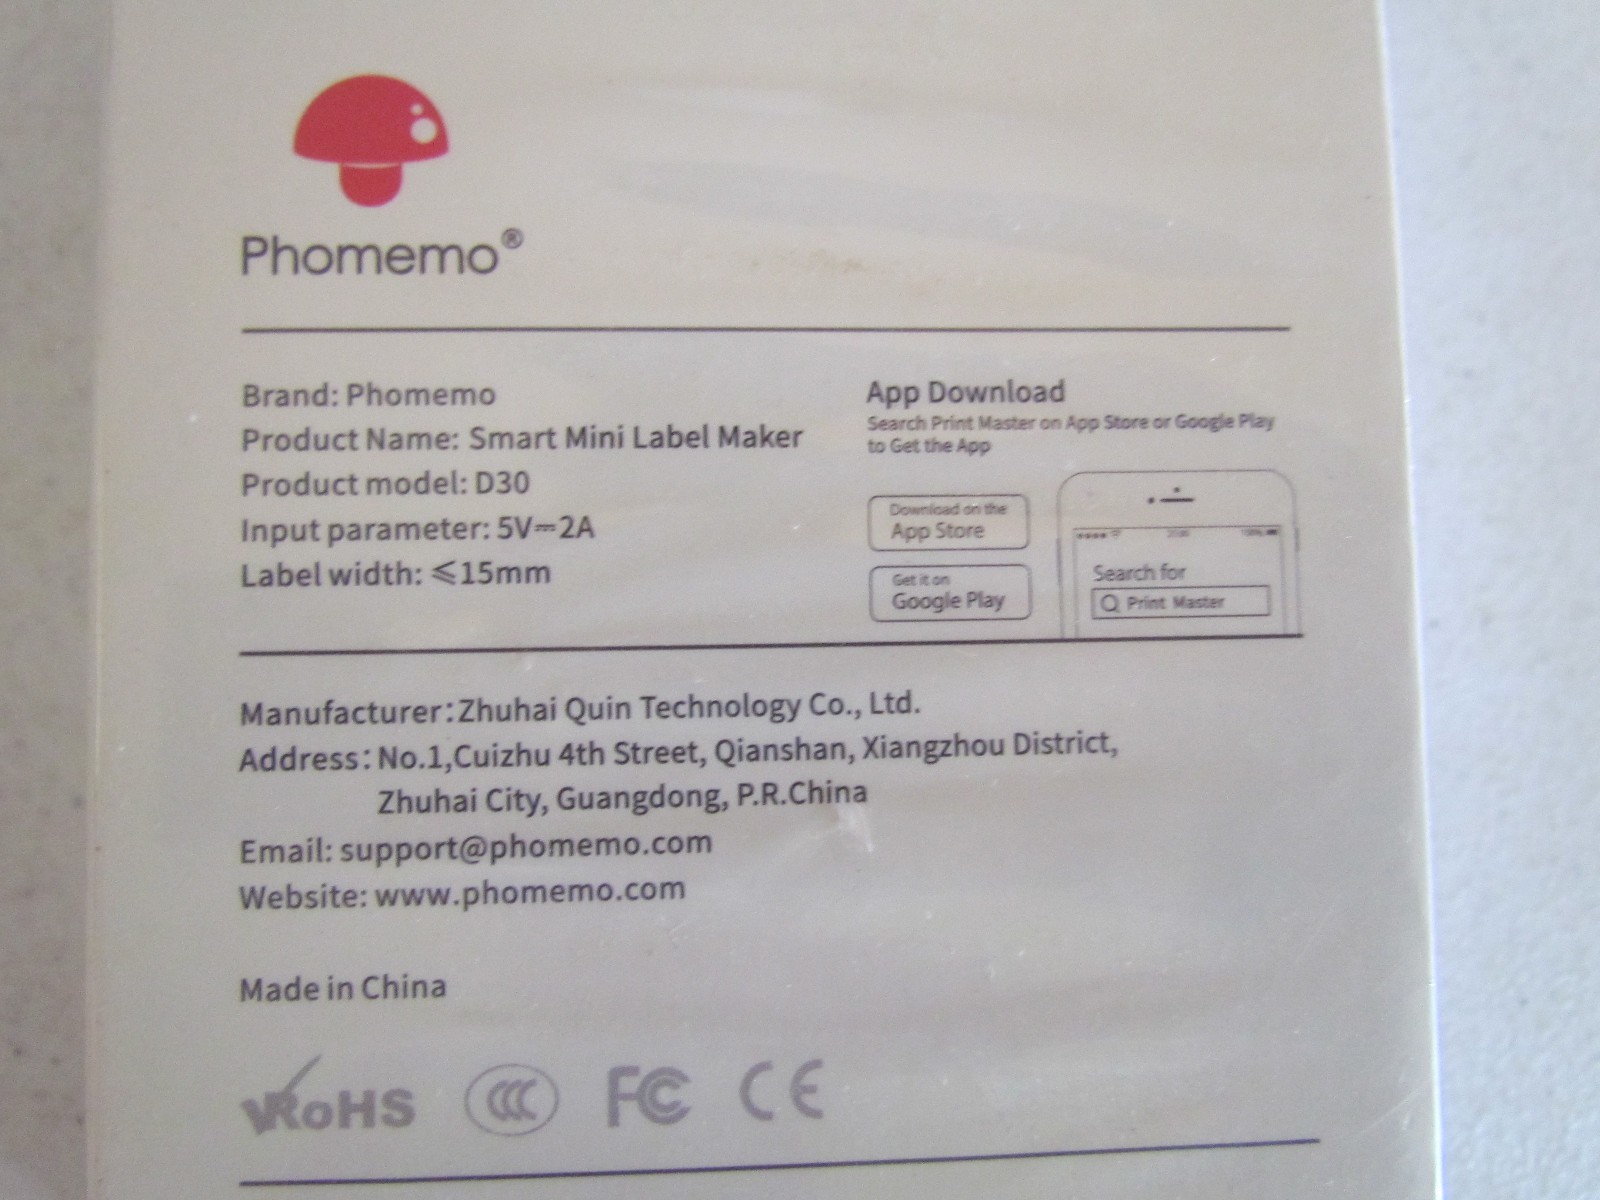 Phomemo®
Brand: Phomemo
Product Name: Smart Mini Label Maker
Product model: D30
Input parameter: 5V⎓2A
Label width: ⩽15mm
App Download
Search Print Master on App Store or Google Play
to Get the App
Download on the
App Store
Get it on
Google Play
Search for
Print Master
Manufacturer: Zhuhai Quin Technology Co., Ltd.
Address: No.1,Cuizhu 4th Street, Qianshan, Xiangzhou District,
Zhuhai City, Guangdong, P.R.China
Email: support@phomemo.com
Website: www.phomemo.com
Made in China
RoHS CCC FC CE